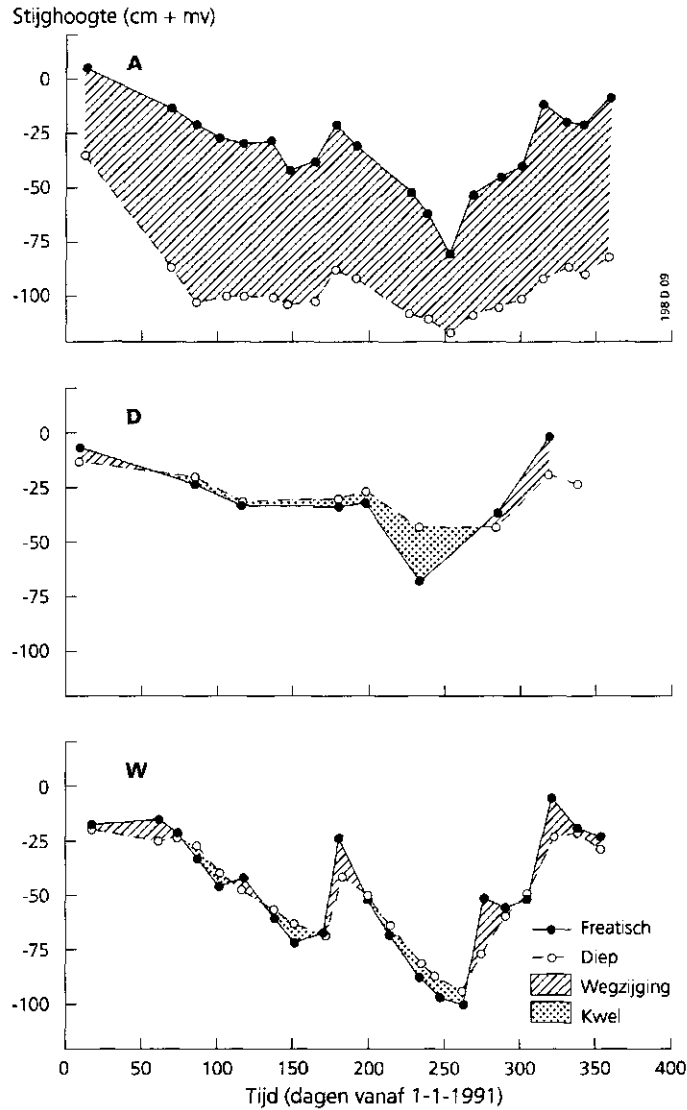 Stijghoogte (cm + mv)
A
0
-25
-50
-75
-100
198 D 09
D
0
-25
-50
-75
-100
W
0
-25
-50
-75
-100
Freatisch
Diep
Wegzijging
Kwel
0 50 100 150 200 250 300 350 400
Tijd (dagen vanaf 1-1-1991)